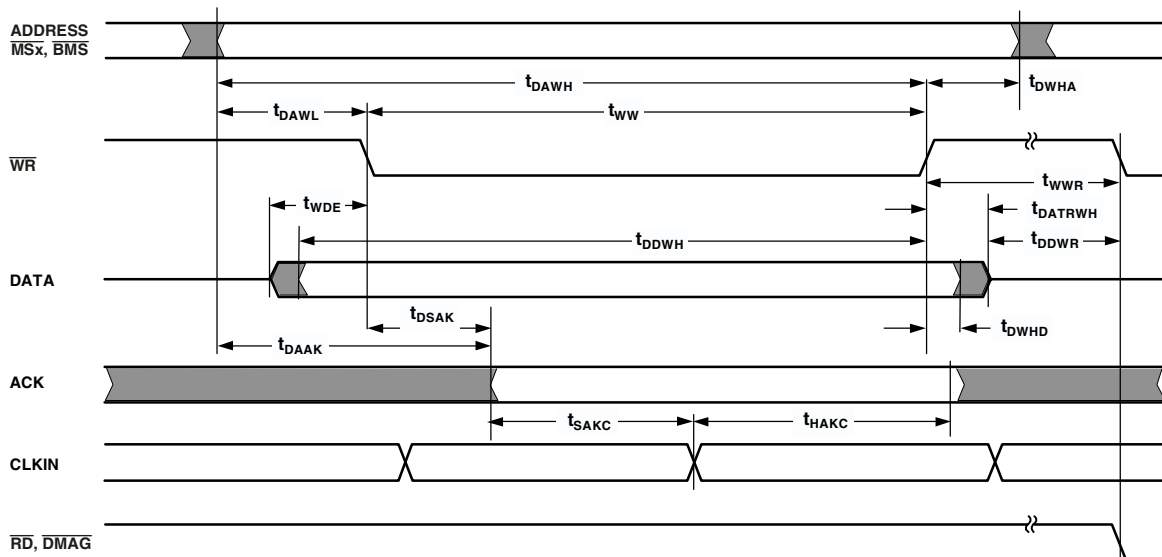 ADDRESS
MSx, BMS
tDAWH
tDWHA
tDAWL
tWW
WR
tWWR
tWDE
tDATRWH
tDDWH
tDDWR
DATA
tDSAK
tDWHD
tDAAK
ACK
tSAKC
tHAKC
CLKIN
RD, DMAG